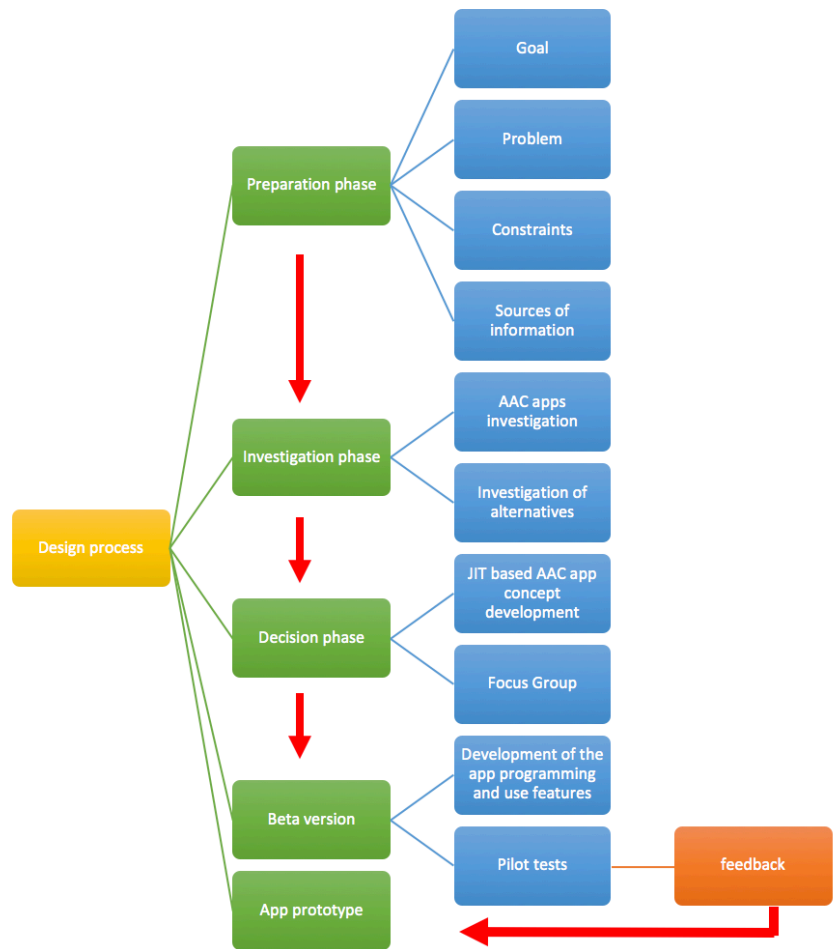 Goal
Problem
Preparation phase
Constraints
Sources of
information
AAC apps
investigation
Investigation phase
Investigation of
alternatives
Design process
JIT based AAC app
concept
development
Decision phase
Focus Group
Development of the
app programming
and use features
Beta version
Pilot tests
feedback
App prototype